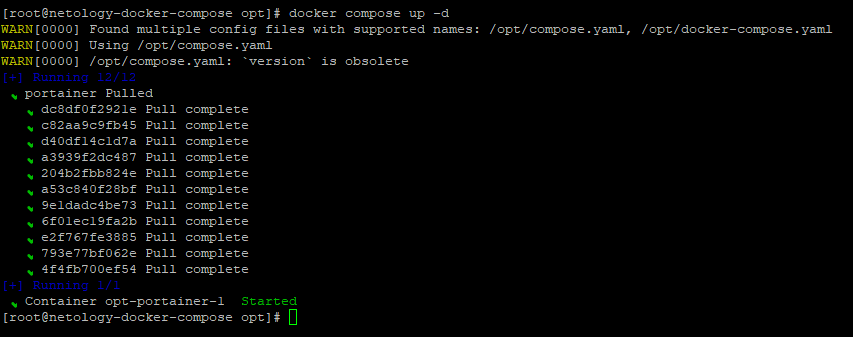 [root@netology-docker-compose opt]# docker compose up -d
WARN[0000] Found multiple config files with supported names: /opt/compose.yaml, /opt/docker-compose.yaml
WARN[0000] Using /opt/compose.yaml
WARN[0000] /opt/compose.yaml: `version` is obsolete
[+] Running 12/12
✔ portainer Pulled
✔ dc8df0f2921e Pull complete
✔ c82aa9c9fb45 Pull complete
✔ d40df14c1d7a Pull complete
✔ a3939f2dc487 Pull complete
✔ 204b2fbb824e Pull complete
✔ a53c840f28bf Pull complete
✔ 9e1dadc4be73 Pull complete
✔ 6f01ec19fa2b Pull complete
✔ e2f767fe3885 Pull complete
✔ 793e77bf062e Pull complete
✔ 4f4fb700ef54 Pull complete
[+] Running 1/1
✔ Container opt-portainer-1 Started
[root@netology-docker-compose opt]#